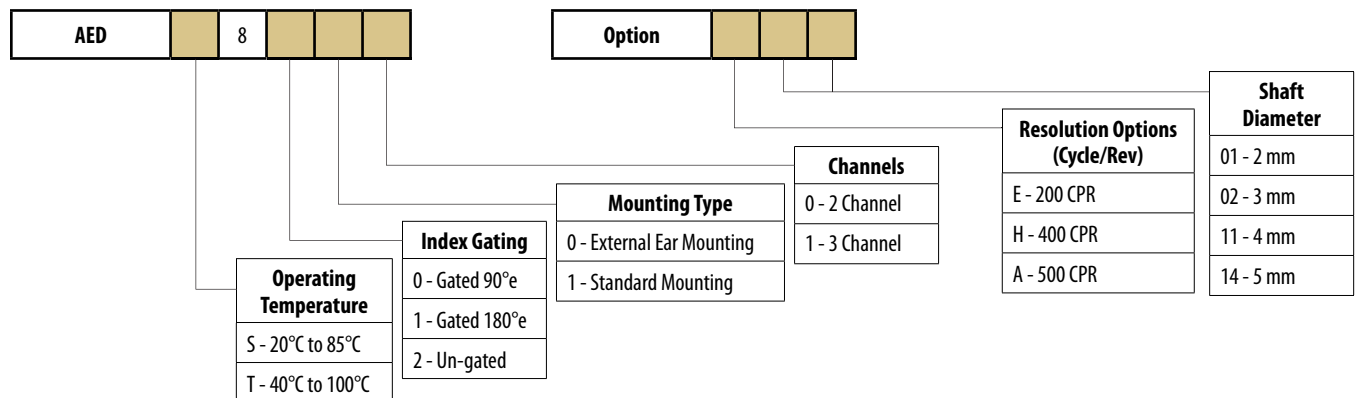 AED 8
Option
Shaft
Diameter
01 - 2 mm
02 - 3 mm
11 - 4 mm
14 - 5 mm
Resolution Options
(Cycle/Rev)
E - 200 CPR
H - 400 CPR
A - 500 CPR
Channels
0 - 2 Channel
1 - 3 Channel
Mounting Type
0 - External Ear Mounting
1 - Standard Mounting
Index Gating
0 - Gated 90°e
1 - Gated 180°e
2 - Un-gated
Operating
Temperature
S - 20°C to 85°C
T - 40°C to 100°C